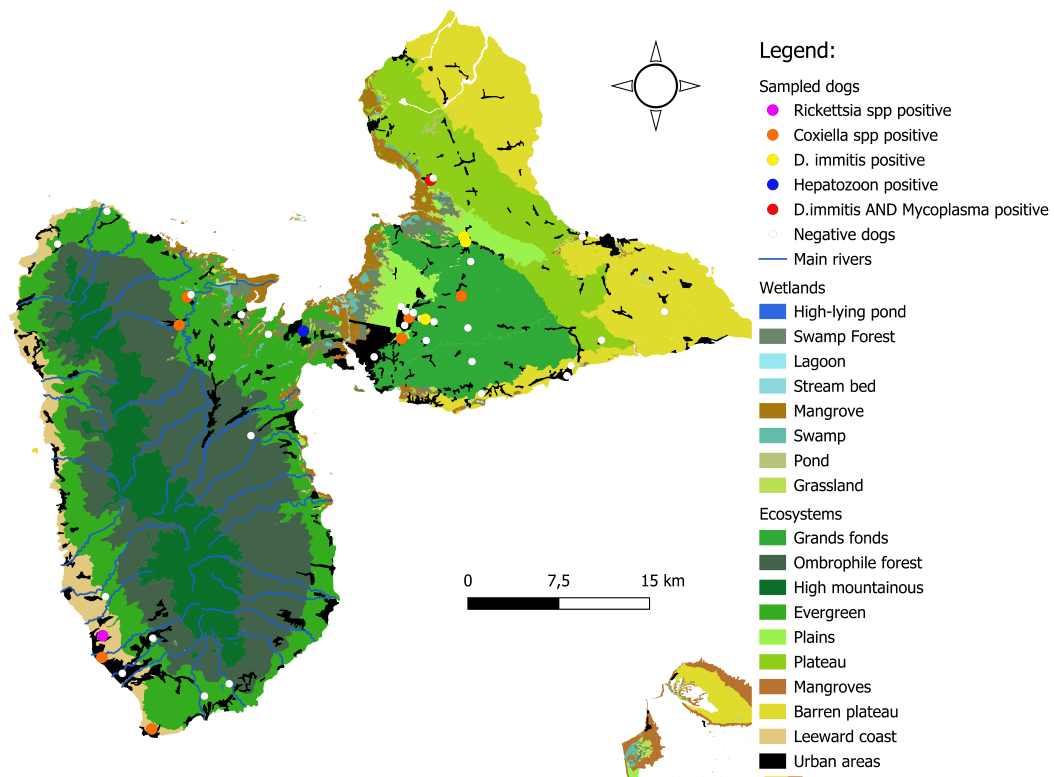 Legend:
Sampled dogs
Rickettsia spp positive
Coxiella spp positive
D. immitis positive
Hepatozoon positive
D.immitis AND Mycoplasma positive
Negative dogs
Main rivers
Wetlands
High-lying pond
Swamp Forest
Lagoon
Stream bed
Mangrove
Swamp
Pond
Grassland
Ecosystems
Grands fonds
Ombrophile forest
High mountainous
Evergreen
Plains
Plateau
Mangroves
Barren plateau
Leeward coast
Urban areas
0 7,5 15 km